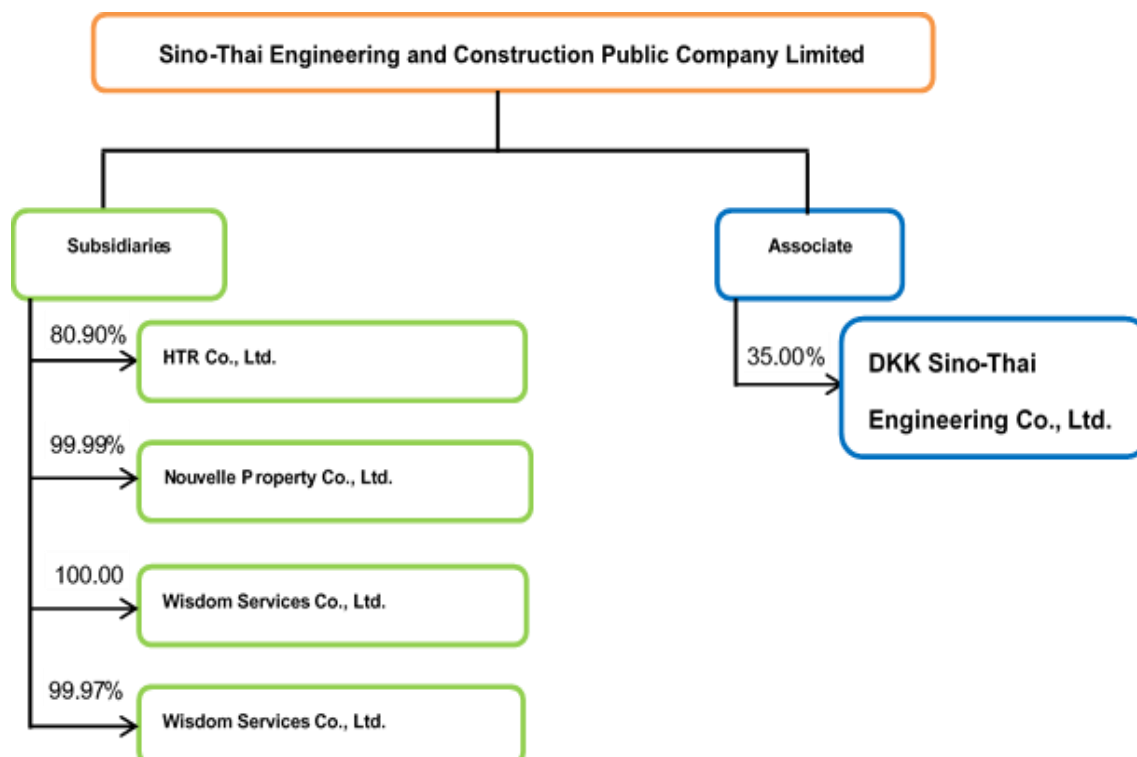 Sino-Thai Engineering and Construction Public Company Limited
Subsidiaries
Associate
80.90%
HTR Co., Ltd.
35.00%
DKK Sino-Thai
Engineering Co., Ltd.
99.99%
Nouvelle Property Co., Ltd.
100.00
Wisdom Services Co., Ltd.
99.97%
Wisdom Services Co., Ltd.